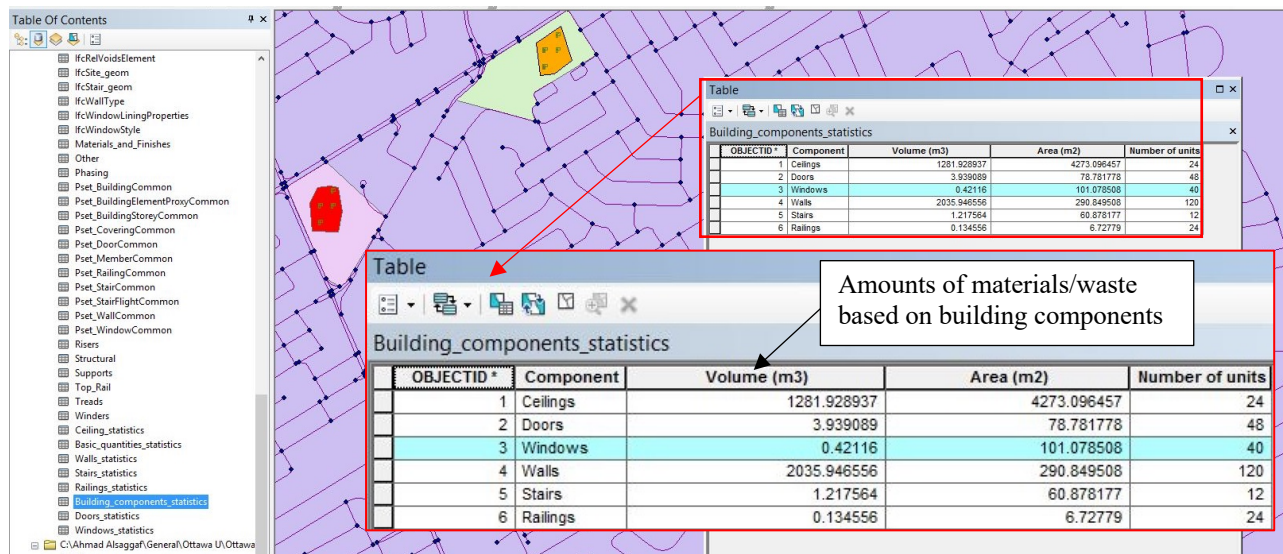 Table Of Contents
IfcRelVoidsElement
IfcSite_geom
IfcStair_geom
IfcWallType
IfcWindowLiningProperties
IfcWindowStyle
Materials_and_Finishes
Other
Phasing
Pset_BuildingCommon
Pset_BuildingElementProxyCommon
Pset_BuildingStoreyCommon
Pset_CoveringCommon
Pset_DoorCommon
Pset_MemberCommon
Pset_RailingCommon
Pset_StairCommon
Pset_StairFlightCommon
Pset_WallCommon
Pset_WindowCommon
Risers
Structural
Supports
Top_Rail
Treads
Winders
Ceiling_statistics
Basic_quantities_statistics
Walls_statistics
Stairs_statistics
Railings_statistics
Building_components_statistics
Doors_statistics
Windows_statistics
C:\Ahmad Alsaggaf\General\Ottawa U\Ottawa
Table
Building_components_statistics
OBJECTID * Component Volume (m3) Area (m2) Number of units
1 Ceilings 1281.928937 4273.096457 24
2 Doors 3.939089 78.781778 48
3 Windows 0.42116 101.078508 40
4 Walls 2035.946556 290.849508 120
5 Stairs 1.217564 60.878177 12
6 Railings 0.134556 6.72779 24
Table
Amounts of materials/waste
based on building components
Building_components_statistics
OBJECTID * Component Volume (m3) Area (m2) Number of units
1 Ceilings 1281.928937 4273.096457 24
2 Doors 3.939089 78.781778 48
3 Windows 0.42116 101.078508 40
4 Walls 2035.946556 290.849508 120
5 Stairs 1.217564 60.878177 12
6 Railings 0.134556 6.72779 24